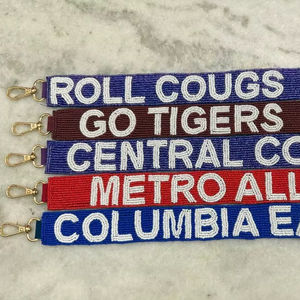 ROLL COUGS
GO TIGERS
CENTRAL CO
METRO ALL
COLUMBIA EA